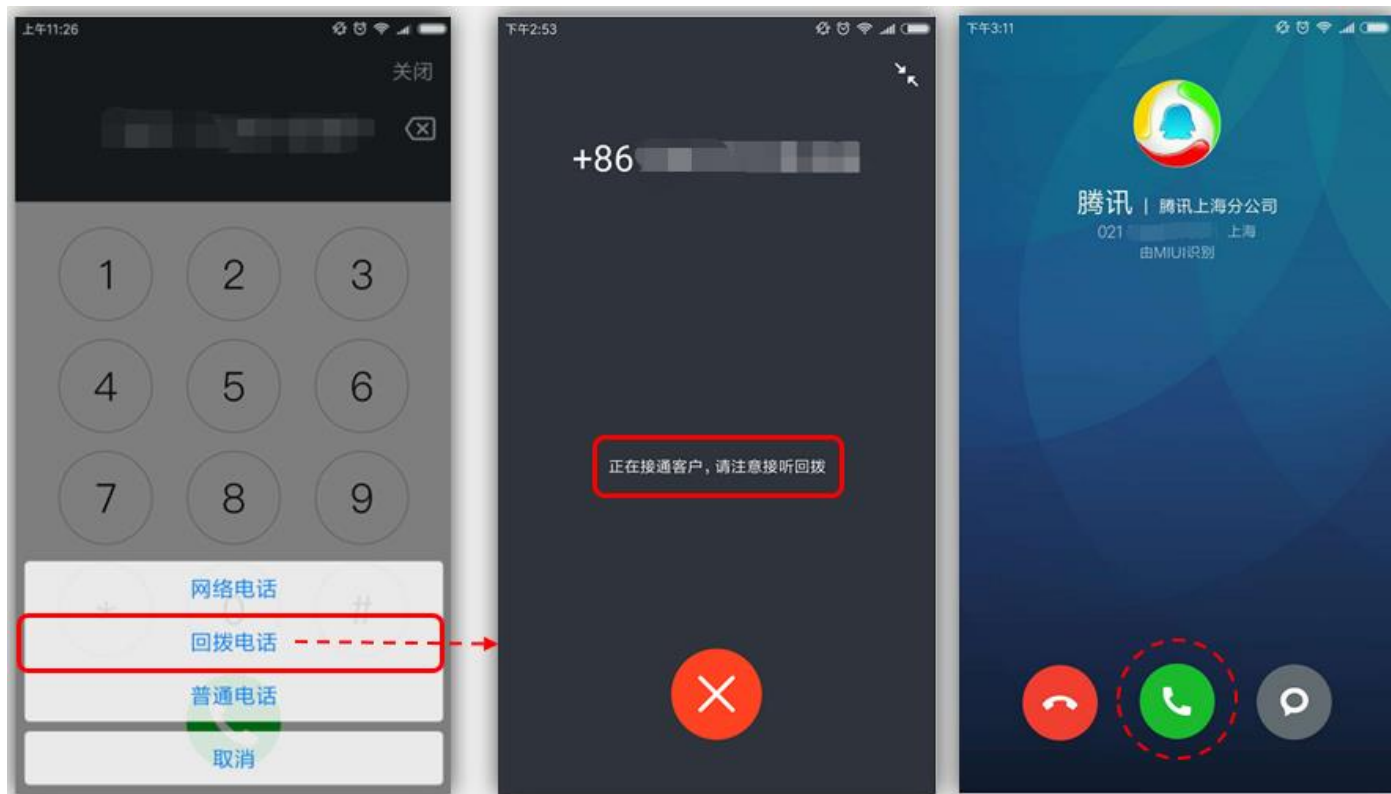 上午11:26
关闭
1 2 3
4 5 6
7 8 9
* 0 #
网络电话
回拨电话
普通电话
取消
下午2:53
+86
正在接通客户，请注意接听回拨
下午3:11
腾讯 | 腾讯上海分公司
021 上海
由MIUI识别